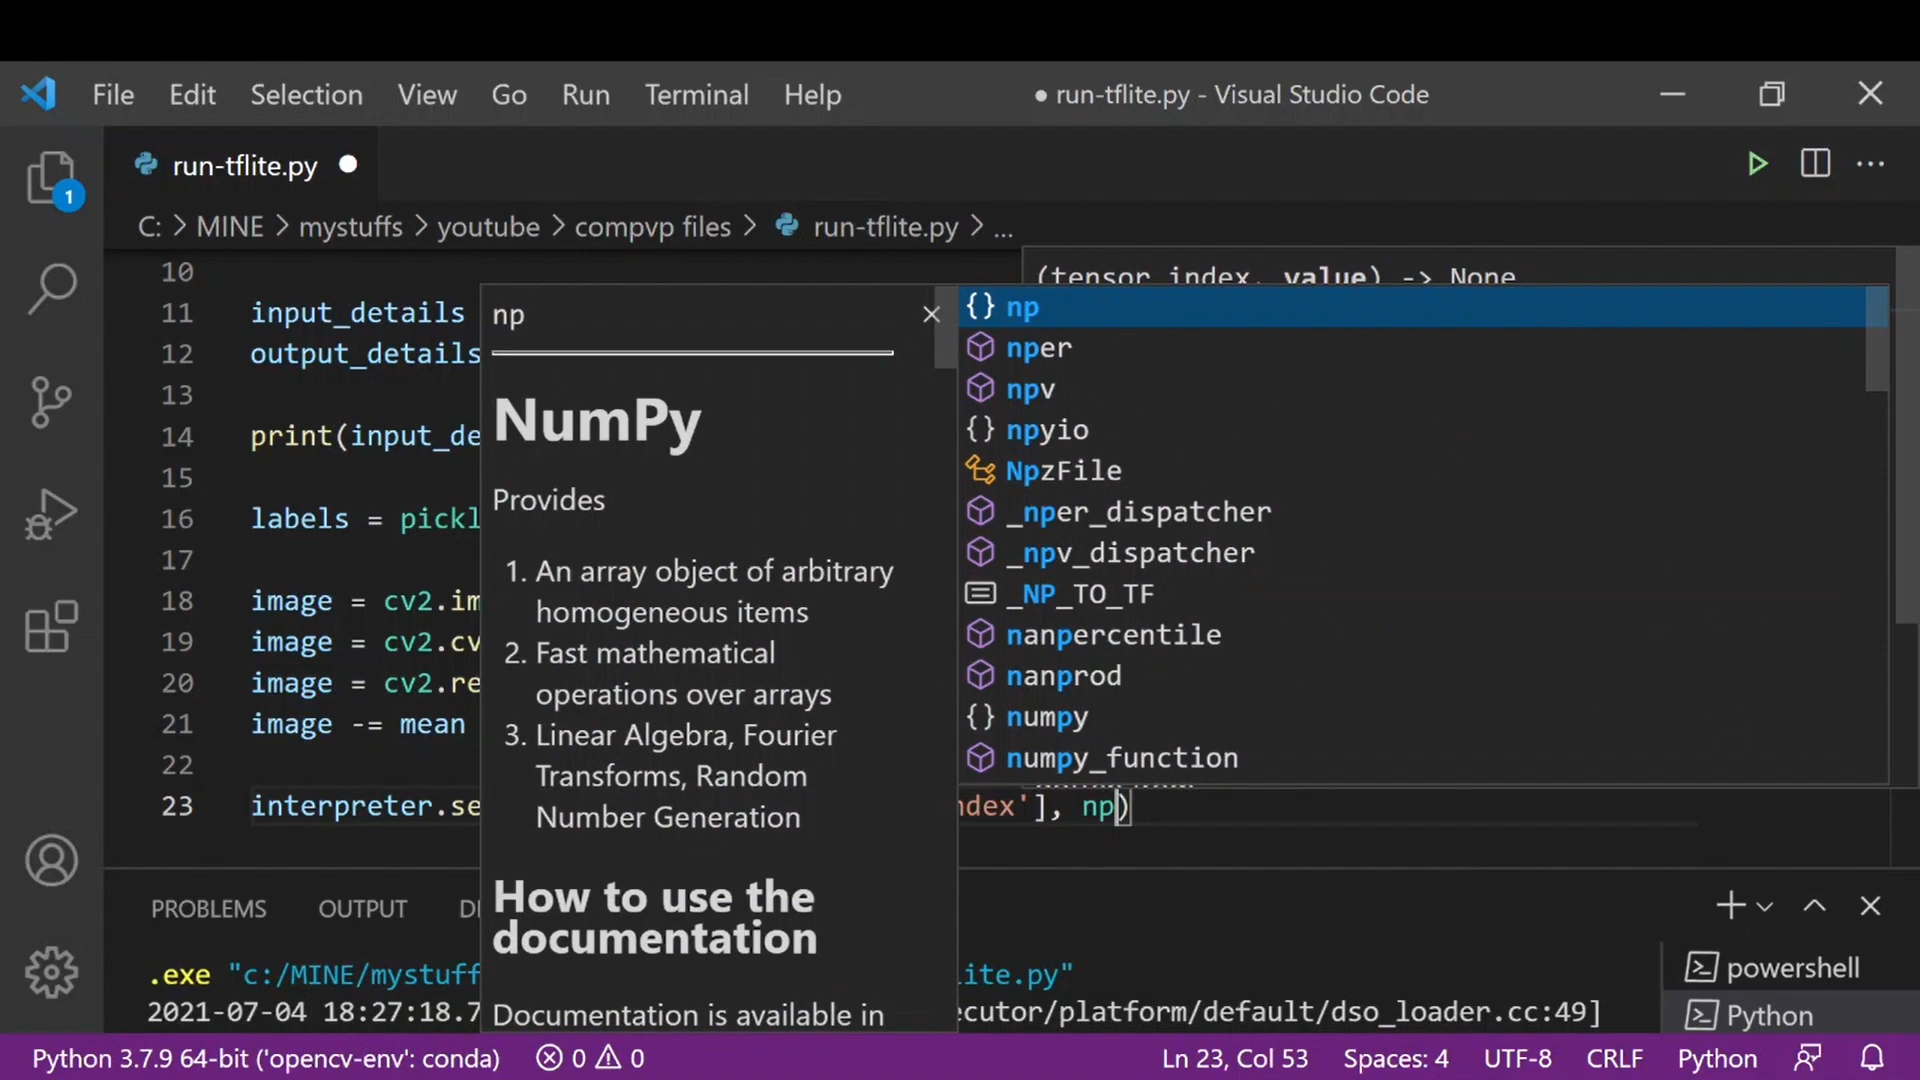 File Edit Selection View Go Run Terminal Help ● run-tflite.py - Visual Studio Code
run-tflite.py
1
C: > MINE > mystuffs > youtube > compvp files > run-tflite.py > ...
(tensor_index, value) -> None
10
11 input_details
12 output_details
13
14 print(input_de
15
16 labels = pickl
17
18 image = cv2.im
19 image = cv2.cv
20 image = cv2.re
21 image -= mean
22
23 interpreter.se
ndex'], np)
np
NumPy
Provides
1. An array object of arbitrary
homogeneous items
2. Fast mathematical
operations over arrays
3. Linear Algebra, Fourier
Transforms, Random
Number Generation
How to use the
documentation
Documentation is available in
{} np
nper
npv
{} npyio
NpzFile
_nper_dispatcher
_npv_dispatcher
_NP_TO_TF
nanpercentile
nanprod
{} numpy
numpy_function
PROBLEMS OUTPUT DE
.exe "c:/MINE/mystuff
lite.py"
2021-07-04 18:27:18.7
ecutor/platform/default/dso_loader.cc:49]
powershell
Python
Python 3.7.9 64-bit ('opencv-env': conda) 0 0 Ln 23, Col 53 Spaces: 4 UTF-8 CRLF Python